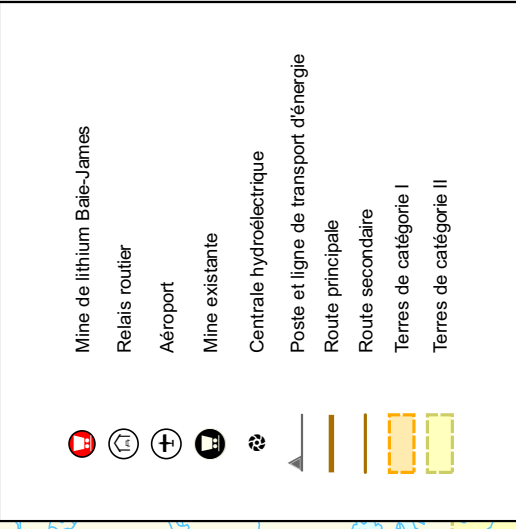 Mine de lithium Baie-James
Relais routier
Aéroport
Mine existante
Centrale hydroélectrique
Poste et ligne de transport d'énergie
Route principale
Route secondaire
Terres de catégorie I
Terres de catégorie II